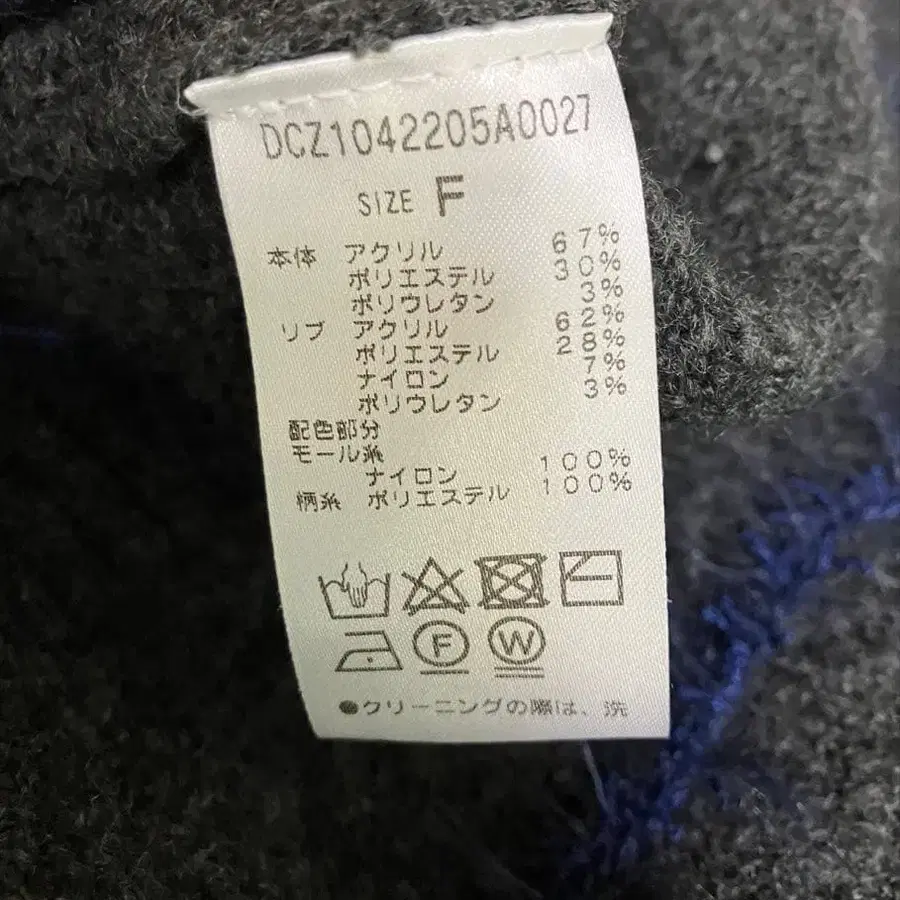 DCZ1042205A0027
SIZE F
本体 アクリル 67%
ポリエステル 30%
ポリウレタン 3%
リブ アクリル 62%
ポリエステル 28%
ナイロン 7%
ポリウレタン 3%
配色部分
モール糸
ナイロン 100%
柄糸 ポリエステル 100%
F W
●クリーニングの際は、洗